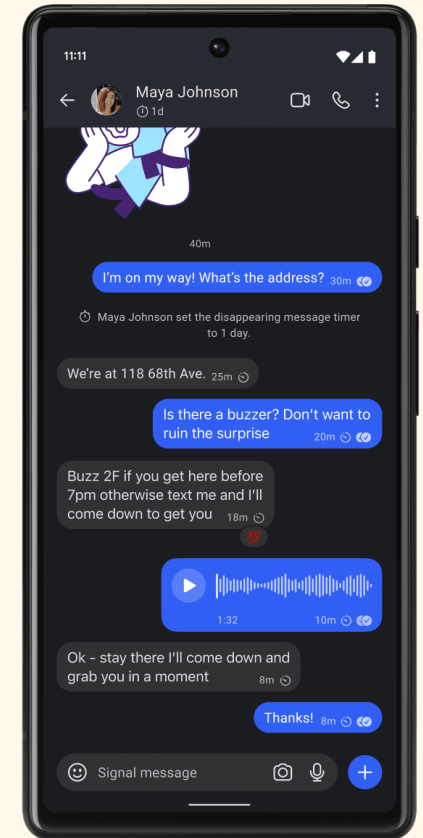 11:11
Maya Johnson
1d
40m
I'm on my way! What's the address? 30m
Maya Johnson set the disappearing message timer
to 1 day.
We're at 118 68th Ave. 25m
Is there a buzzer? Don't want to
ruin the surprise 20m
Buzz 2F if you get here before
7pm otherwise text me and I'll
come down to get you 18m
💯
1:32 10m
Ok - stay there I'll come down and
grab you in a moment 8m
Thanks! 8m
Signal message